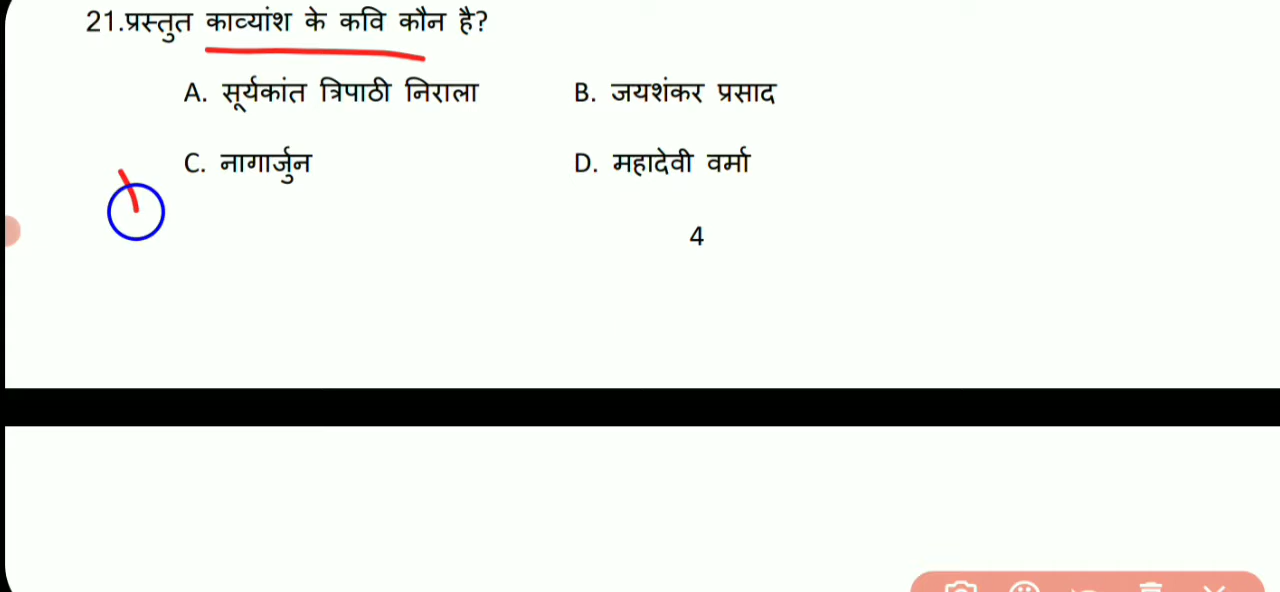 21.प्रस्तुत काव्यांश के कवि कौन है?
A. सूर्यकांत त्रिपाठी निराला B. जयशंकर प्रसाद
C. नागार्जुन D. महादेवी वर्मा
4